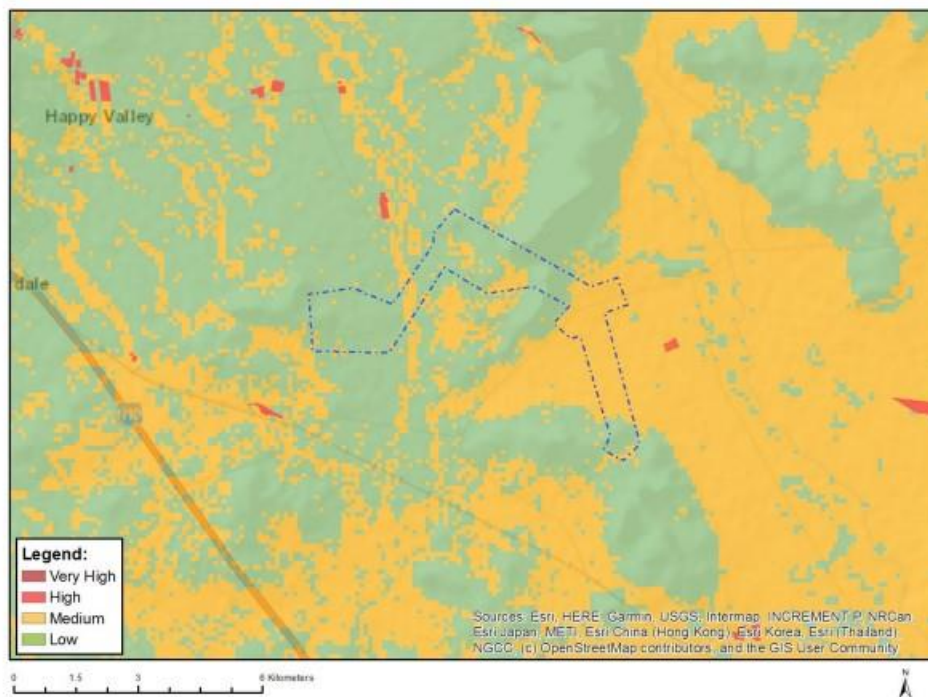 Happy Valley
dale
Legend:
Very High
High
Medium
Low
Sources: Esri, HERE, Garmin, USGS, Intermap, INCREMENT P, NRCan,
Esri Japan, METI, Esri China (Hong Kong), Esri Korea, Esri (Thailand),
NGCC, (c) OpenStreetMap contributors, and the GIS User Community
0 1.5 3 6 Kilometers
N